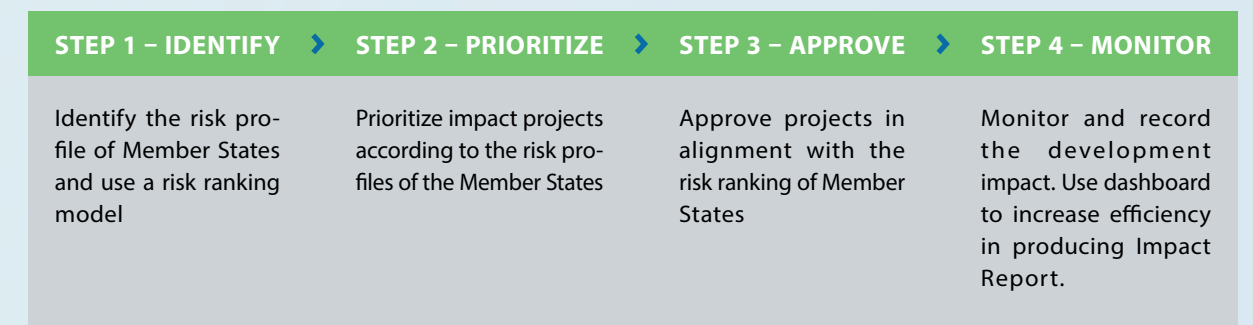 STEP 1 – IDENTIFY
Identify the risk pro-
file of Member States
and use a risk ranking
model
STEP 2 – PRIORITIZE
Prioritize impact projects
according to the risk pro-
files of the Member States
STEP 3 – APPROVE
Approve projects in
alignment with the
risk ranking of Member
States
STEP 4 – MONITOR
Monitor and record
the development
impact. Use dashboard
to increase efficiency
in producing Impact
Report.